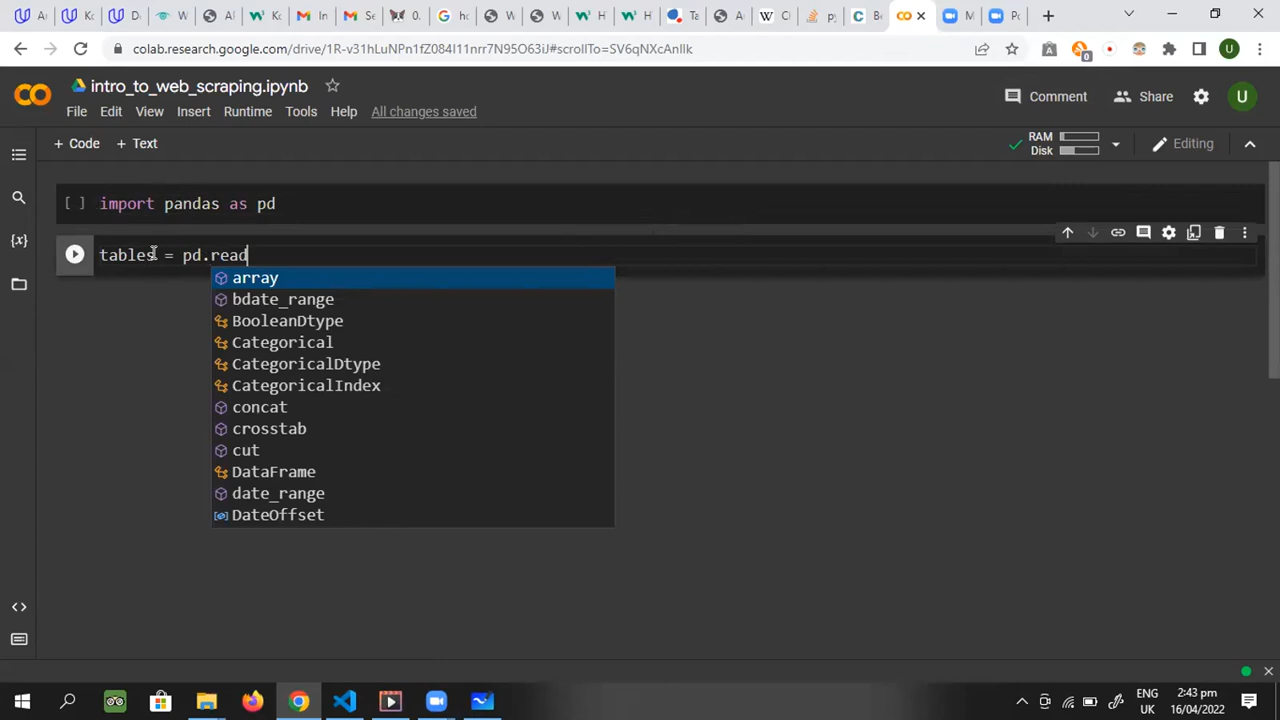 colab.research.google.com/drive/1R-v31hLuNPn1fZ084I11nrr7N95O63iJ#scrollTo=SV6qNXcAnIlk
intro_to_web_scraping.ipynb
Comment
Share
U
File Edit View Insert Runtime Tools Help All changes saved
+ Code + Text
RAM
Disk
Editing
[ ] import pandas as pd
tables = pd.read
array
bdate_range
BooleanDtype
Categorical
CategoricalDtype
CategoricalIndex
concat
crosstab
cut
DataFrame
date_range
DateOffset
ENG
UK
2:43 pm
16/04/2022